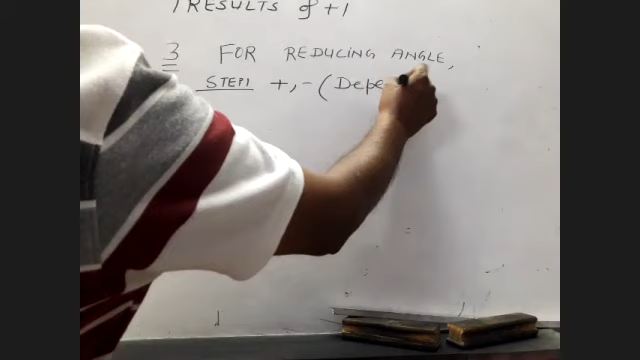 RESULTS of +1
3 FOR REDUCING ANGLE,
STEP1 +,- (Depe